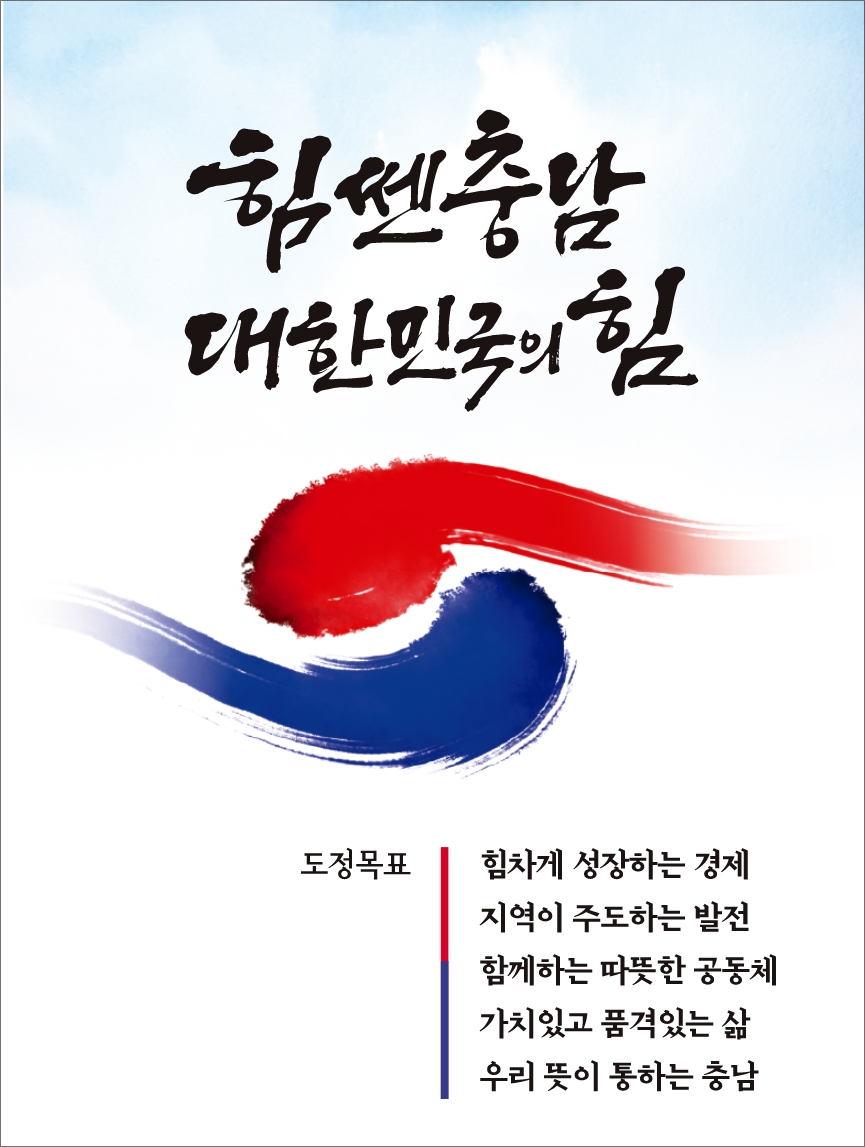 힘쎈충남
대한민국의 힘
도정목표
힘차게 성장하는 경제
지역이 주도하는 발전
함께하는 따뜻한 공동체
가치있고 품격있는 삶
우리 뜻이 통하는 충남